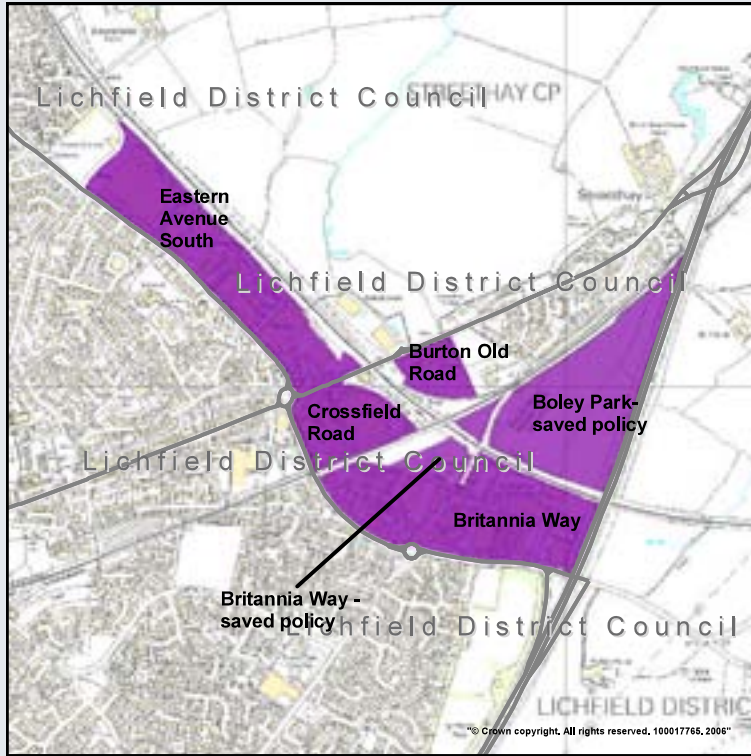 Lichfield District Council
STREETHAY CP
Eastern
Avenue
South
Streethay
Lichfield District Council
Burton Old
Road
Boley Park-
saved policy
Crossfield
Road
Lichfield District Council
Britannia Way
Britannia Way -
saved policy
Lichfield District Council
LICHFIELD DISTRIC
"© Crown copyright. All rights reserved. 100017765. 2006"